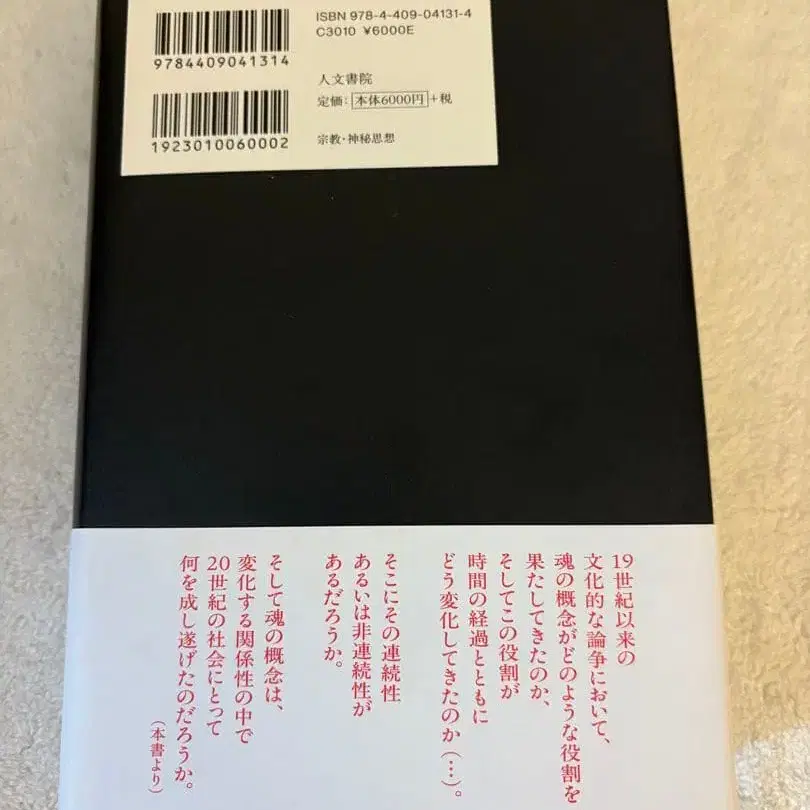 ISBN 978-4-409-04131-4
C3010 ¥6000E
9784409041314
人文書院
定価：本体6000円+税
1923010060002
宗教・神秘思想
19世紀以来の
文化的な論争において、
魂の概念がどのような役割を
果たしてきたのか、
そしてこの役割が
時間の経過とともに
どう変化してきたのか(…)。
そこにその連続性
あるいは非連続性が
あるだろうか。
そして魂の概念は、
変化する関係性の中で
20世紀の社会にとって
何を成し遂げたのだろうか。
（本書より）